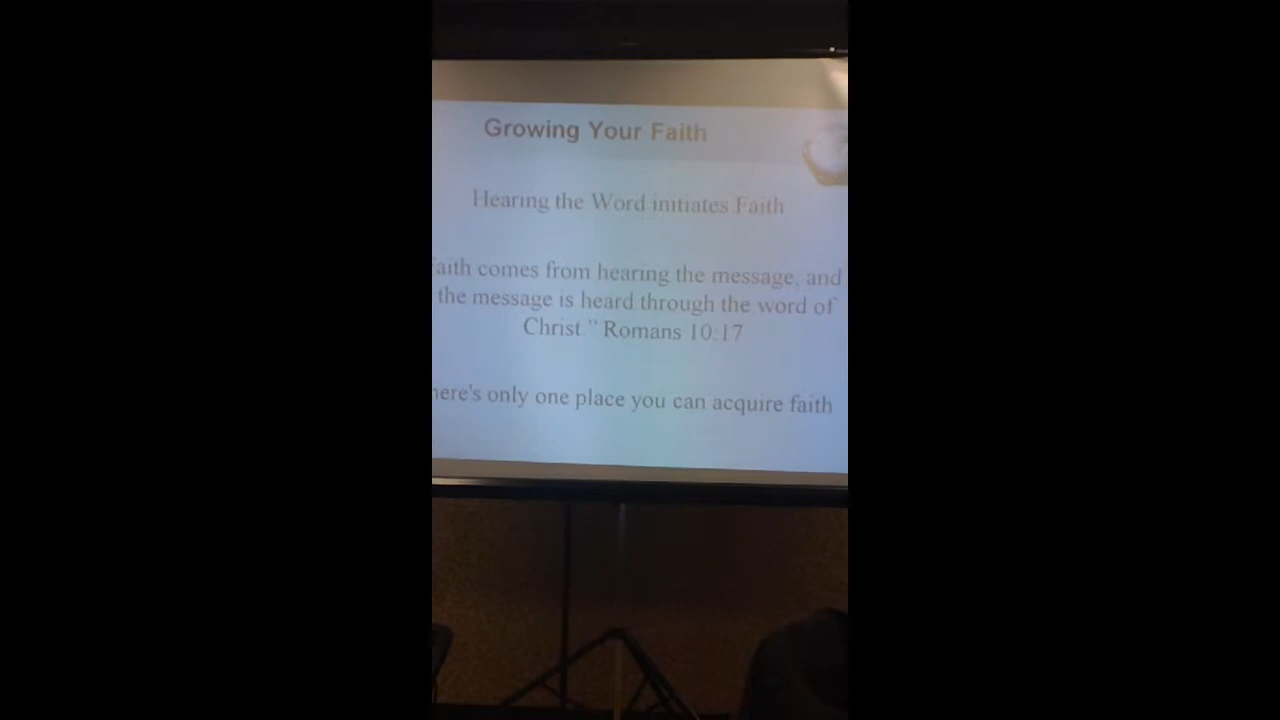 Growing Your Faith
Hearing the Word initiates Faith
aith comes from hearing the message, and
the message is heard through the word of
Christ." Romans 10:17
here's only one place you can acquire faith